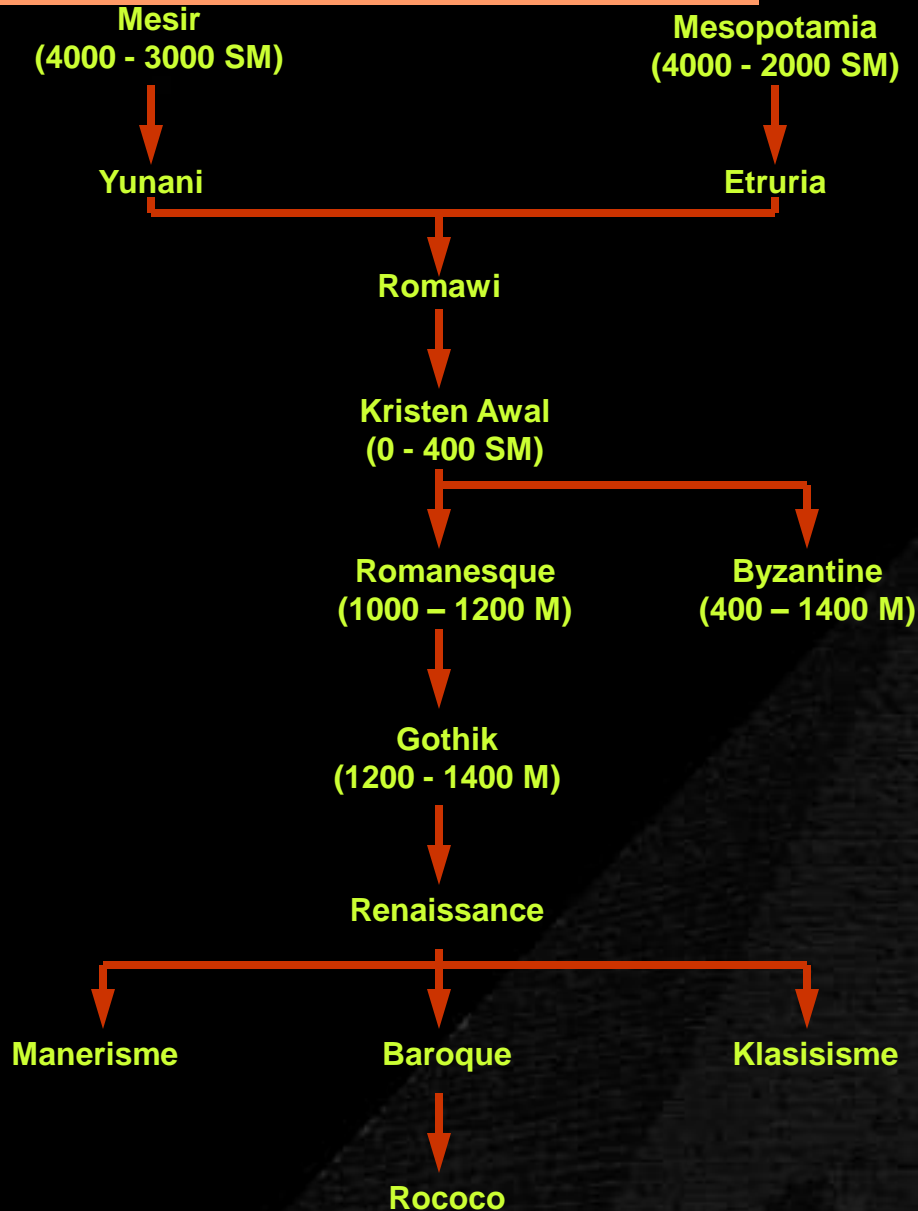 Mesir
(4000 - 3000 SM)
Mesopotamia
(4000 - 2000 SM)
Yunani
Etruria
Romawi
Kristen Awal
(0 - 400 SM)
Romanesque
(1000 – 1200 M)
Byzantine
(400 – 1400 M)
Gothik
(1200 - 1400 M)
Renaissance
Manerisme
Baroque
Klasisisme
Rococo